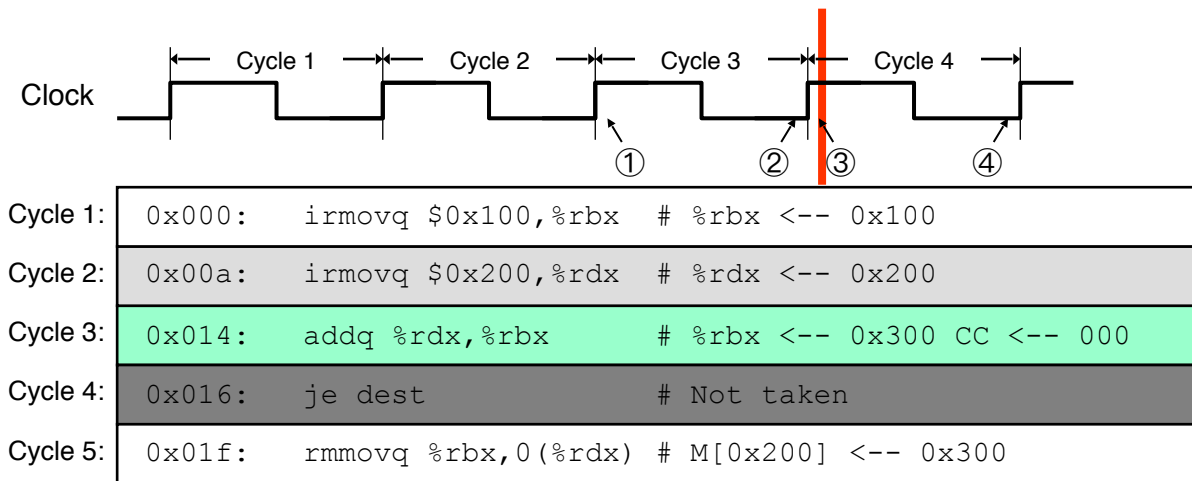 Cycle 1 Cycle 2 Cycle 3 Cycle 4
Clock
① ② ③ ④
Cycle 1: 0x000: irmovq $0x100,%rbx # %rbx <-- 0x100
Cycle 2: 0x00a: irmovq $0x200,%rdx # %rdx <-- 0x200
Cycle 3: 0x014: addq %rdx,%rbx # %rbx <-- 0x300 CC <-- 000
Cycle 4: 0x016: je dest # Not taken
Cycle 5: 0x01f: rmmovq %rbx,0(%rdx) # M[0x200] <-- 0x300